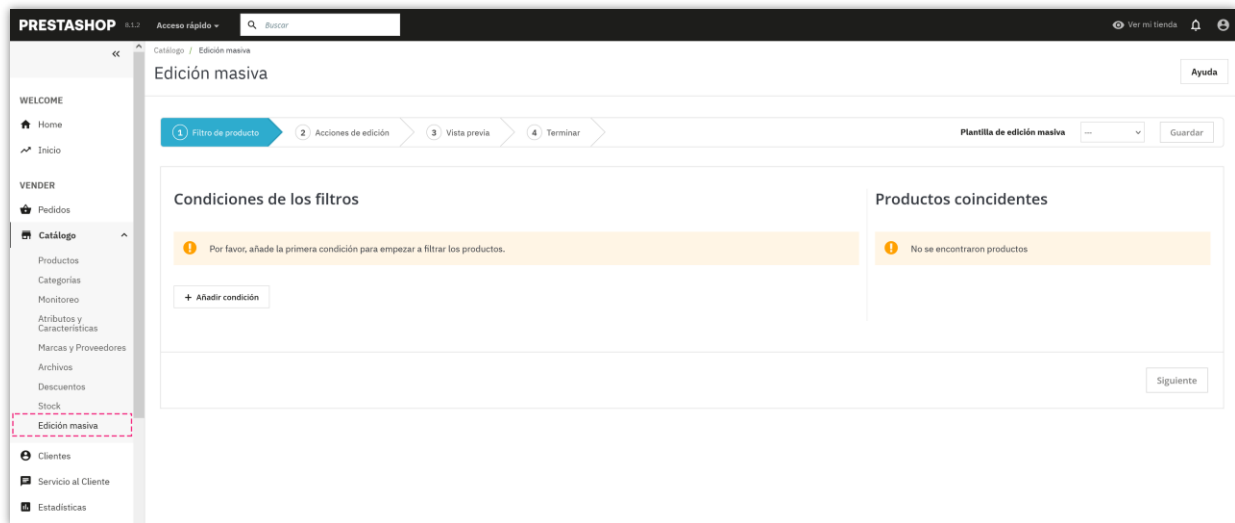 PRESTASHOP 8.1.2 Acceso rápido Buscar Ver mi tienda
Catálogo / Edición masiva
Edición masiva
Ayuda
WELCOME
Home
Inicio
VENDER
Pedidos
Catálogo
Productos
Categorías
Monitoreo
Atributos y
Características
Marcas y Proveedores
Archivos
Descuentos
Stock
Edición masiva
Clientes
Servicio al Cliente
Estadísticas
1 Filtro de producto 2 Acciones de edición 3 Vista previa 4 Terminar
Plantilla de edición masiva --- Guardar
Condiciones de los filtros
Por favor, añade la primera condición para empezar a filtrar los productos.
+ Añadir condición
Productos coincidentes
No se encontraron productos
Siguiente